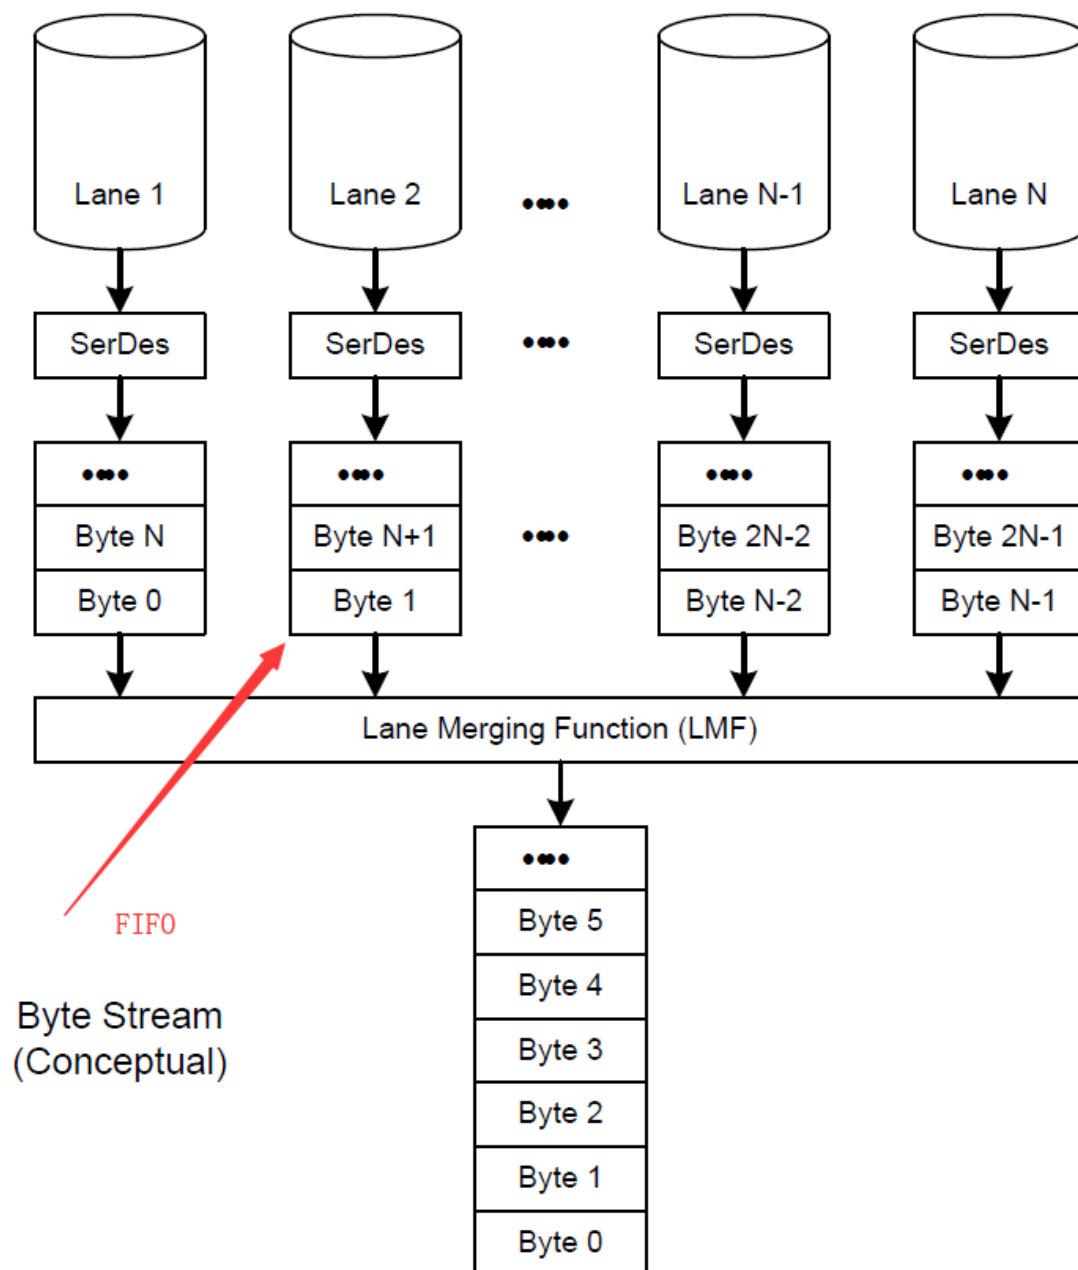 Lane 1
Lane 2
••••
Lane N-1
Lane N
SerDes
SerDes
••••
SerDes
SerDes
••••
••••
••••
••••
Byte N
Byte N+1
••••
Byte 2N-2
Byte 2N-1
Byte 0
Byte 1
Byte N-2
Byte N-1
Lane Merging Function (LMF)
••••
Byte 5
FIFO
Byte 4
Byte Stream
(Conceptual)
Byte 3
Byte 2
Byte 1
Byte 0